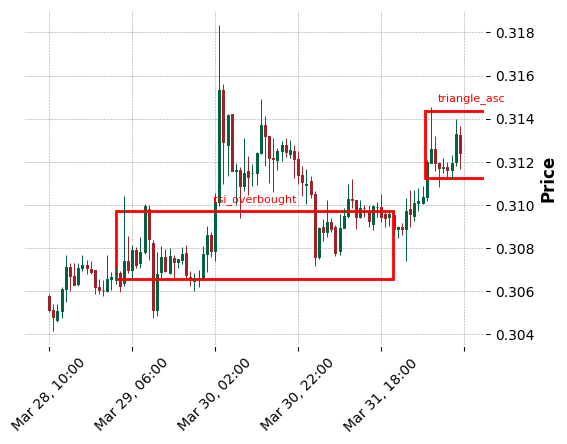 0.318
0.316
triangle_asc
0.314
0.312
Price
rsi_overbought
0.310
0.308
0.306
0.304
Mar 28, 10:00
Mar 29, 06:00
Mar 30, 02:00
Mar 30, 22:00
Mar 31, 18:00